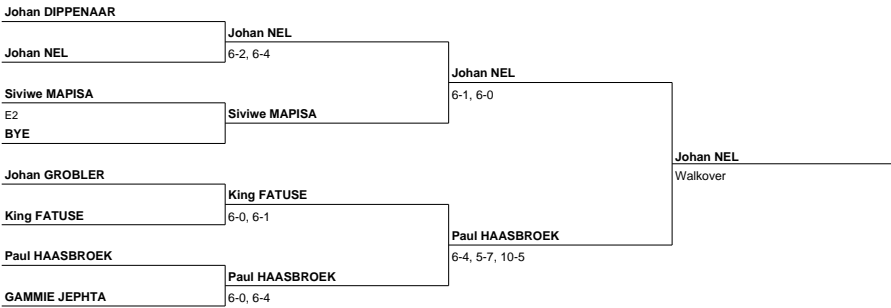 Johan DIPPENAAR
Johan NEL
Johan NEL
6-2, 6-4
Johan NEL
6-1, 6-0
Siviwe MAPISA
E2
Siviwe MAPISA
BYE
Johan NEL
Walkover
Johan GROBLER
King FATUSE
King FATUSE
6-0, 6-1
Paul HAASBROEK
6-4, 5-7, 10-5
Paul HAASBROEK
Paul HAASBROEK
GAMMIE JEPHTA
6-0, 6-4